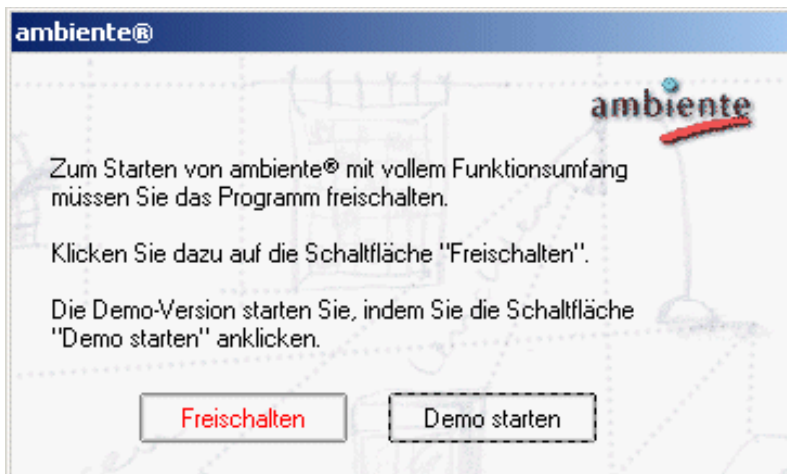 ambiente®
ambiente
Zum Starten von ambiente® mit vollem Funktionsumfang
müssen Sie das Programm freischalten.
Klicken Sie dazu auf die Schaltfläche "Freischalten".
Die Demo-Version starten Sie, indem Sie die Schaltfläche
"Demo starten" anklicken.
Freischalten
Demo starten